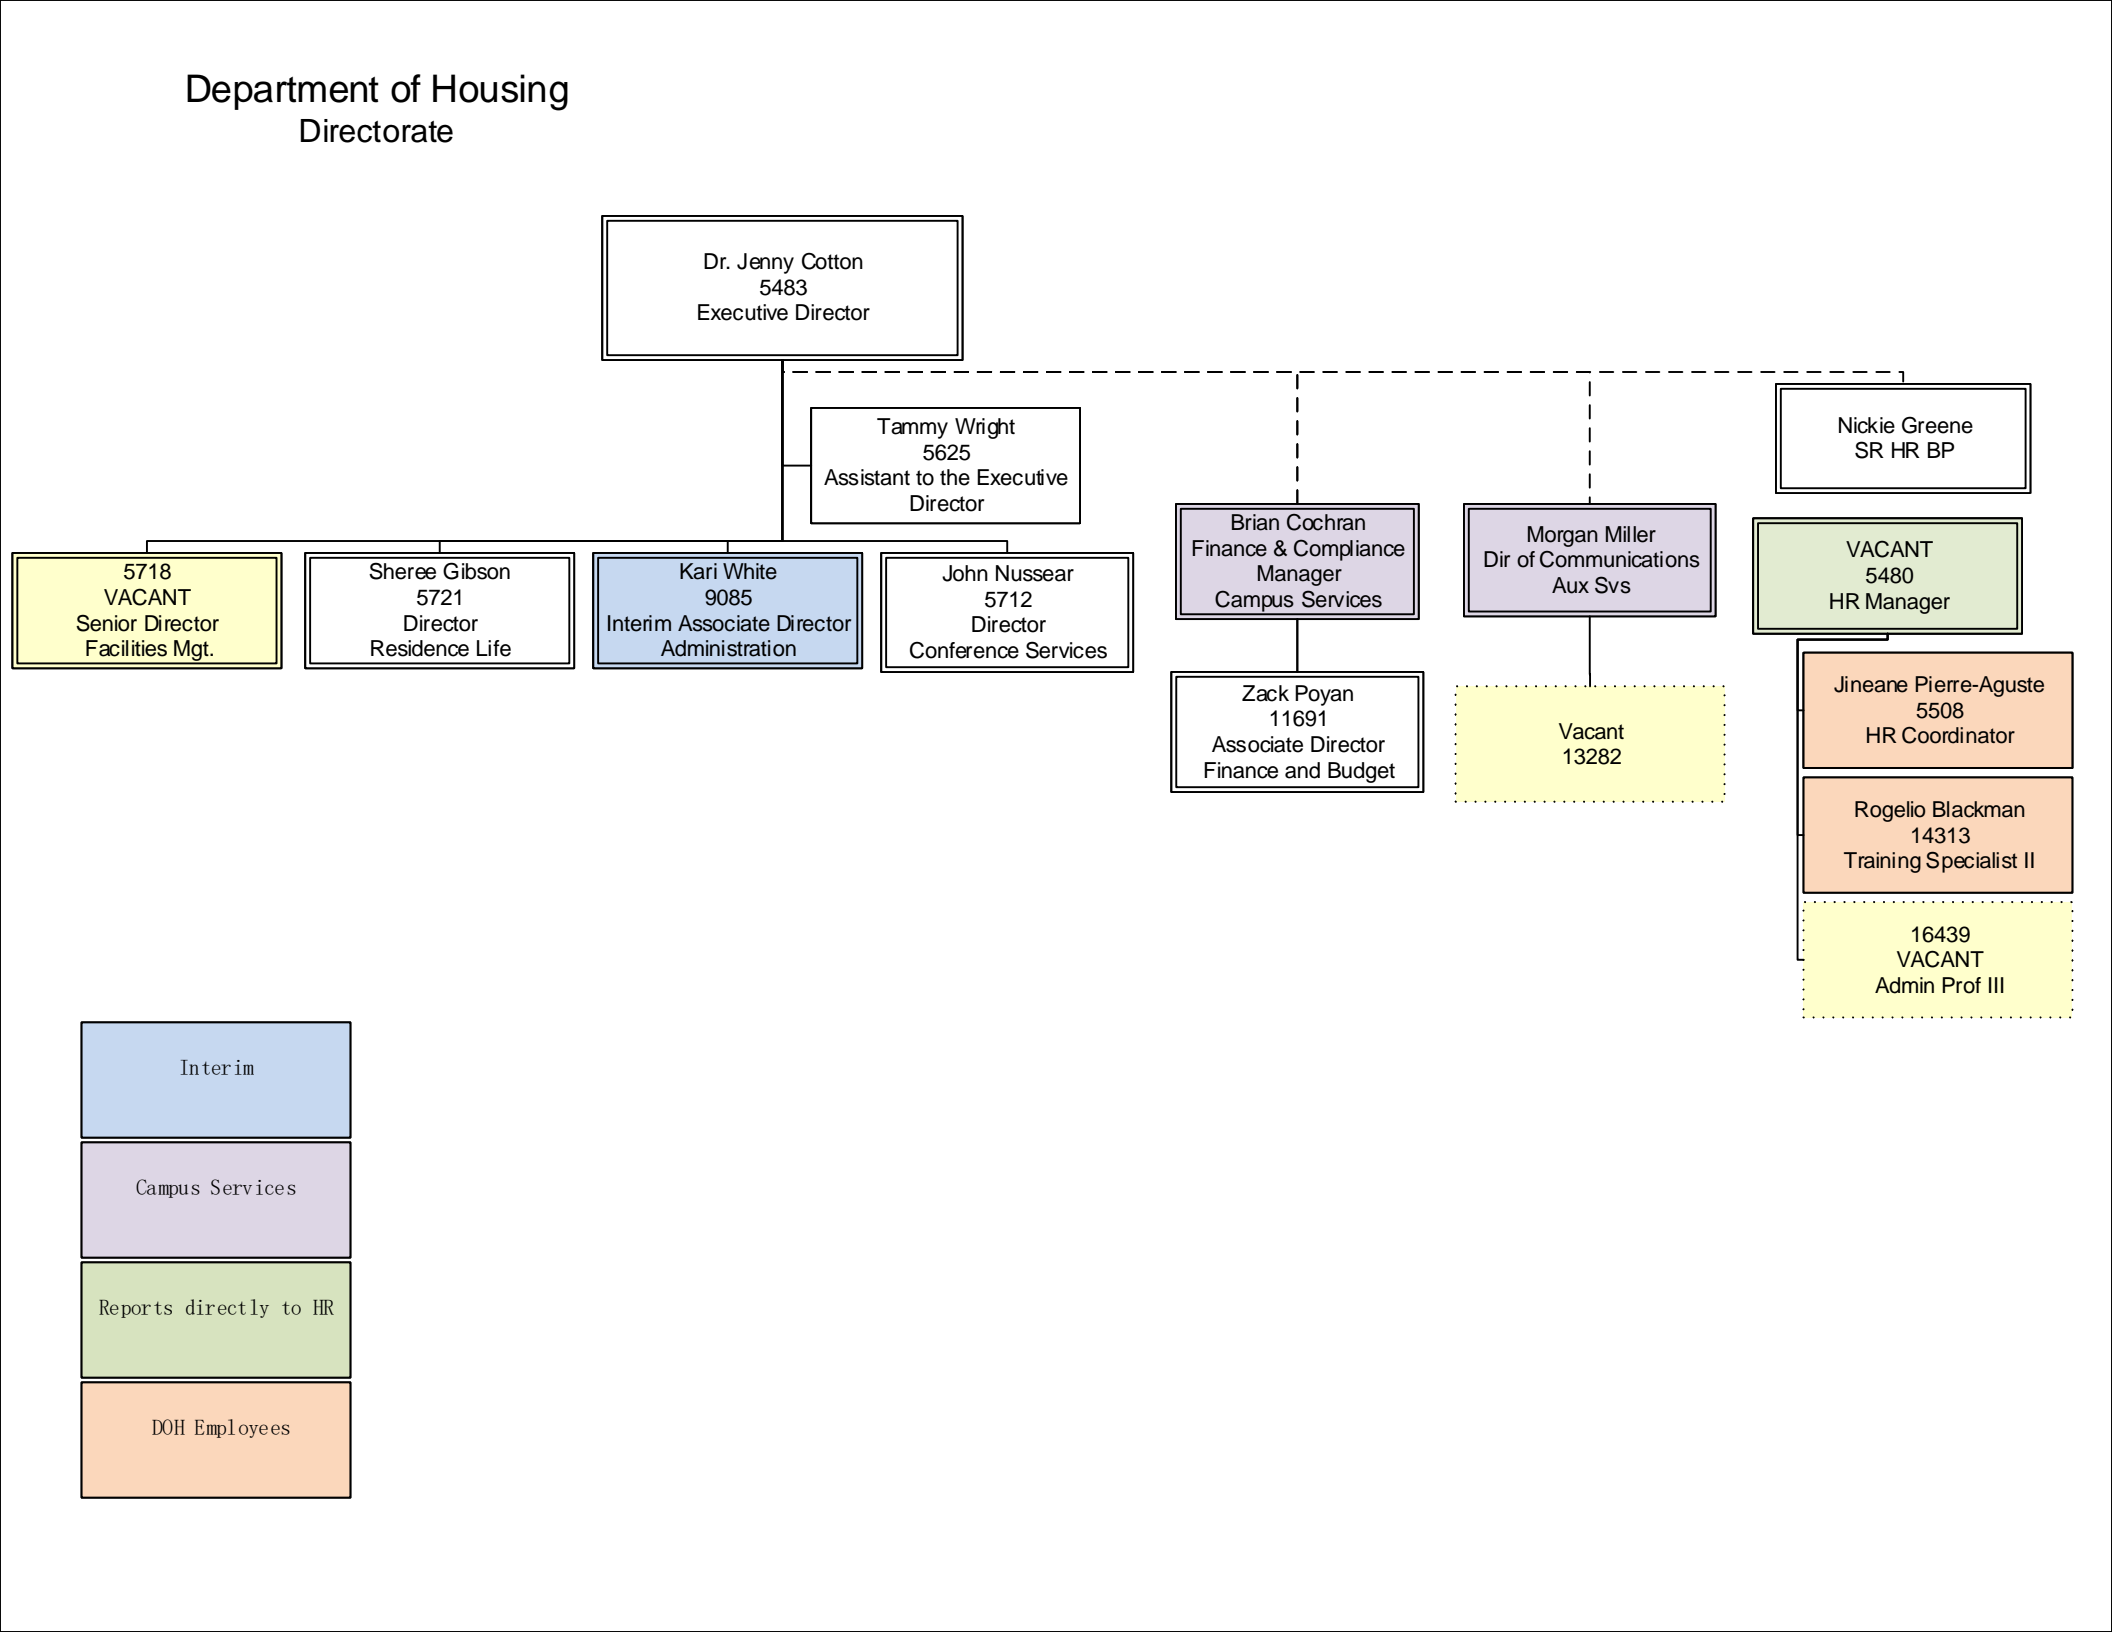 Department of Housing
Directorate
Dr. Jenny Cotton
5483
Executive Director
Tammy Wright
5625
Assistant to the Executive
Director
Nickie Greene
SR HR BP
5718
VACANT
Senior Director
Facilities Mgt.
Sheree Gibson
5721
Director
Residence Life
Kari White
9085
Interim Associate Director
Administration
John Nussear
5712
Director
Conference Services
Brian Cochran
Finance & Compliance
Manager
Campus Services
Morgan Miller
Dir of Communications
Aux Svs
VACANT
5480
HR Manager
Zack Poyan
11691
Associate Director
Finance and Budget
Vacant
13282
Jineane Pierre-Aguste
5508
HR Coordinator
Rogelio Blackman
14313
Training Specialist II
16439
VACANT
Admin Prof III
Interim
Campus Services
Reports directly to HR
DOH Employees